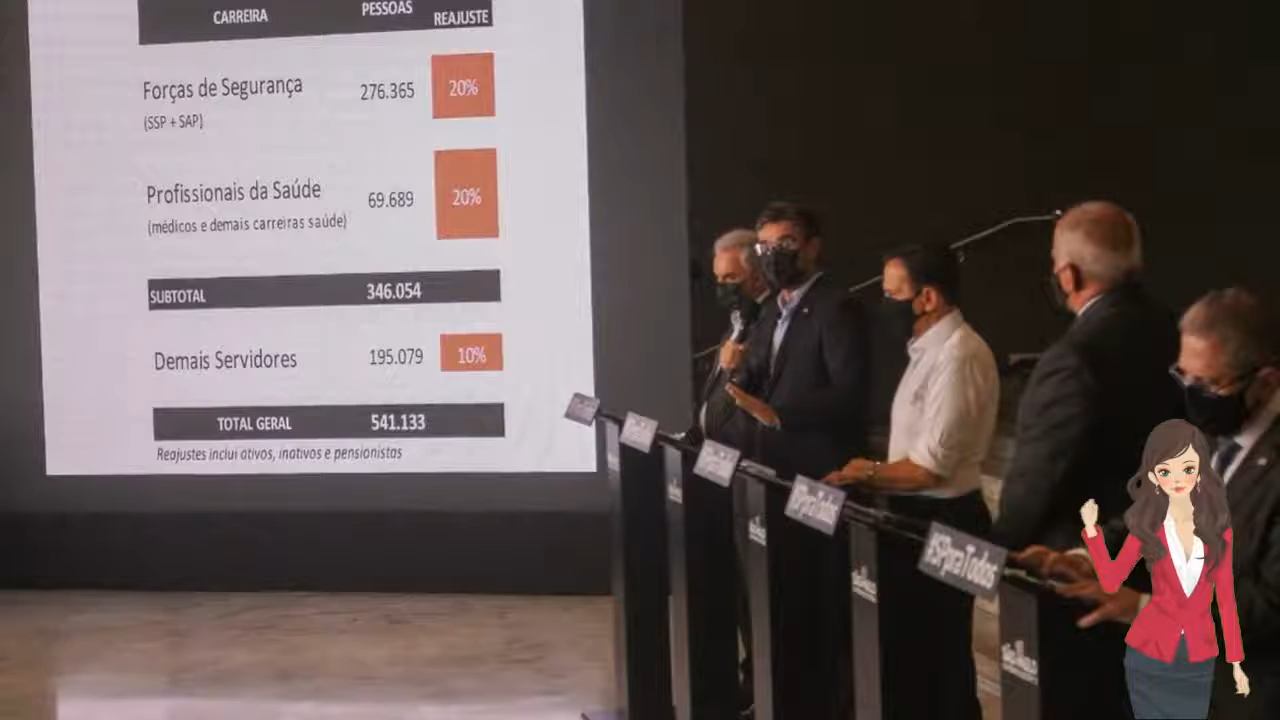 CARREIRA PESSOAS REAJUSTE
Forças de Segurança 276.365 20%
(SSP + SAP)
Profissionais da Saúde 69.689 20%
(médicos e demais carreiras saúde)
SUBTOTAL 346.054
Demais Servidores 195.079 10%
TOTAL GERAL 541.133
Reajustes inclui ativos, inativos e pensionistas
#SPpraTodos
#SPpraTodos